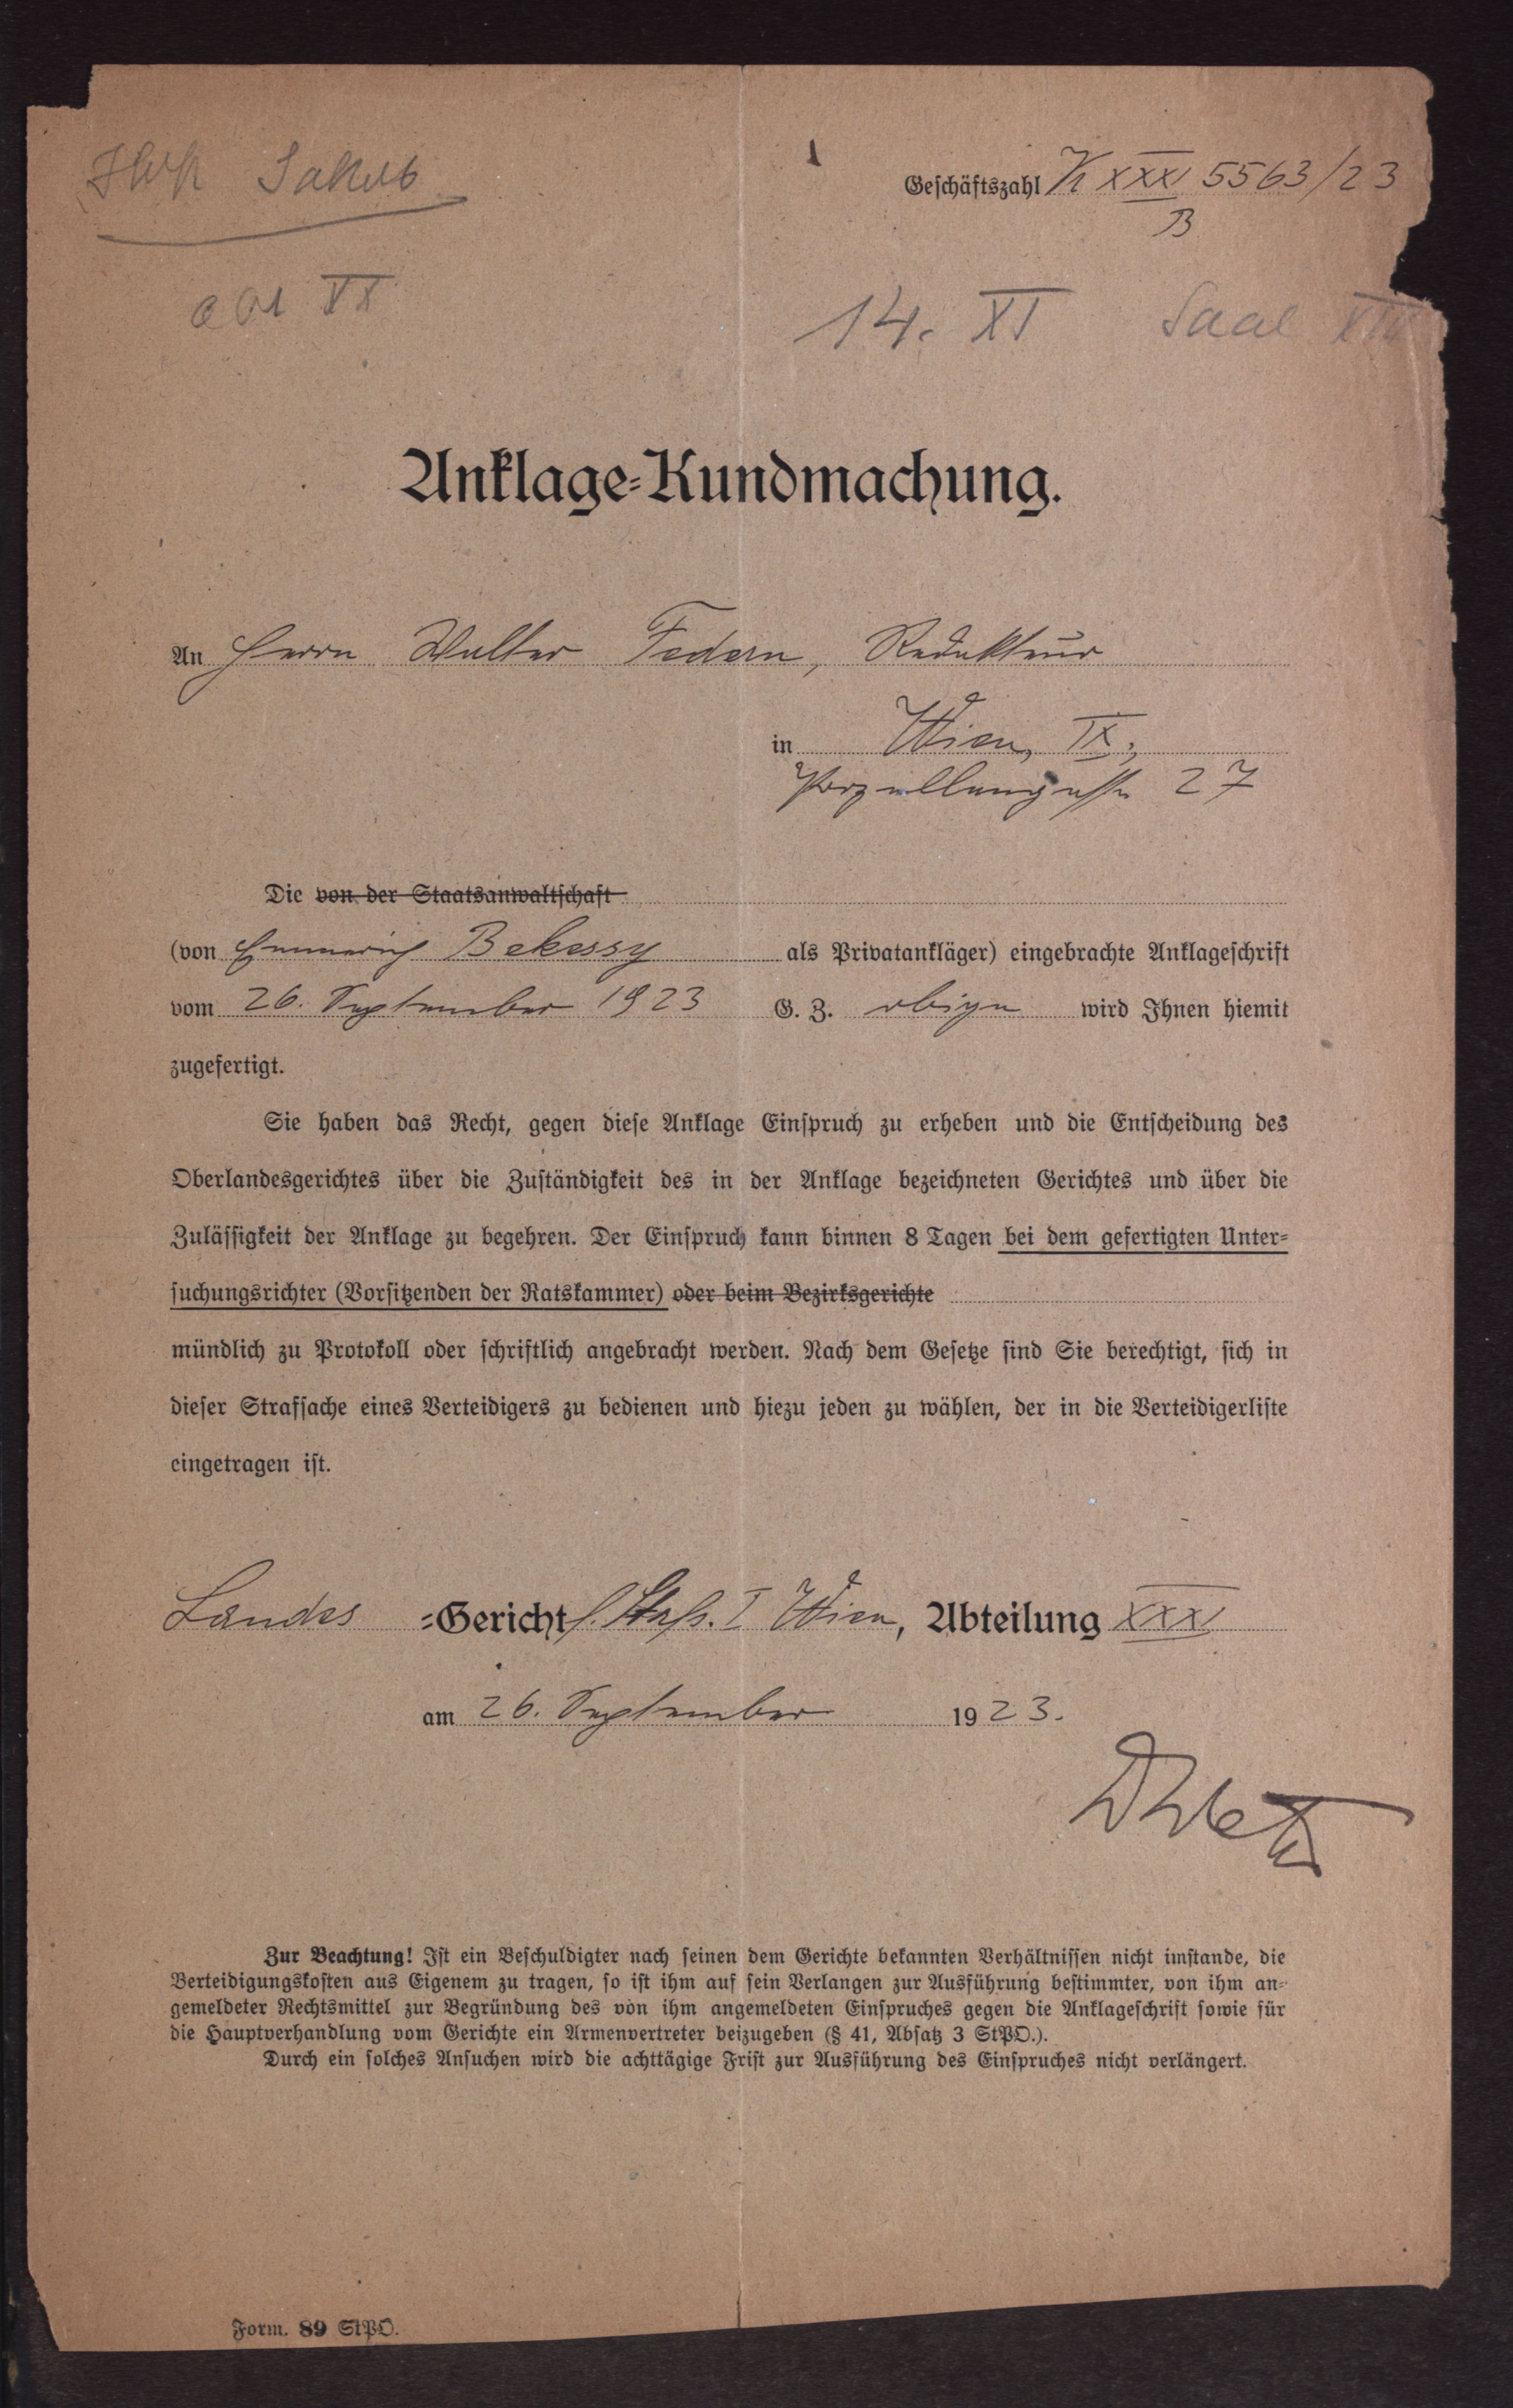 Jakob
Geschäftszahl Vr XXXI 5563/23
B
XX
14. XI Saal
Anklage-Kundmachung.
An Herrn Walter Federn, Redakteur
in Wien, IX.,
Porzellangasse 27
Die von der Staatsanwaltschaft
(von Emmerich Bekessy als Privatankläger) eingebrachte Anklageschrift
vom 26. September 1923 G. Z. obige wird Ihnen hiemit
zugefertigt.
Sie haben das Recht, gegen diese Anklage Einspruch zu erheben und die Entscheidung des
Oberlandesgerichtes über die Zuständigkeit des in der Anklage bezeichneten Gerichtes und über die
Zulässigkeit der Anklage zu begehren. Der Einspruch kann binnen 8 Tagen bei dem gefertigten Unter-
suchungsrichter (Vorsitzenden der Ratskammer) oder beim Bezirksgerichte
mündlich zu Protokoll oder schriftlich angebracht werden. Nach dem Gesetze sind Sie berechtigt, sich in
dieser Strafsache eines Verteidigers zu bedienen und hiezu jeden zu wählen, der in die Verteidigerliste
eingetragen ist.
Landes-Gericht f. Strfs. I Wien, Abteilung XXXI
am 26. September 1923.
Zur Beachtung! Ist ein Beschuldigter nach seinen dem Gerichte bekannten Verhältnissen nicht imstande, die
Verteidigungskosten aus Eigenem zu tragen, so ist ihm auf sein Verlangen zur Ausführung bestimmter, von ihm an-
gemeldeter Rechtsmittel zur Begründung des von ihm angemeldeten Einspruches gegen die Anklageschrift sowie für
die Hauptverhandlung vom Gerichte ein Armenvertreter beizugeben (§ 41, Absatz 3 StPO.).
Durch ein solches Ansuchen wird die achttägige Frist zur Ausführung des Einspruches nicht verlängert.
Form. 89 StPO.